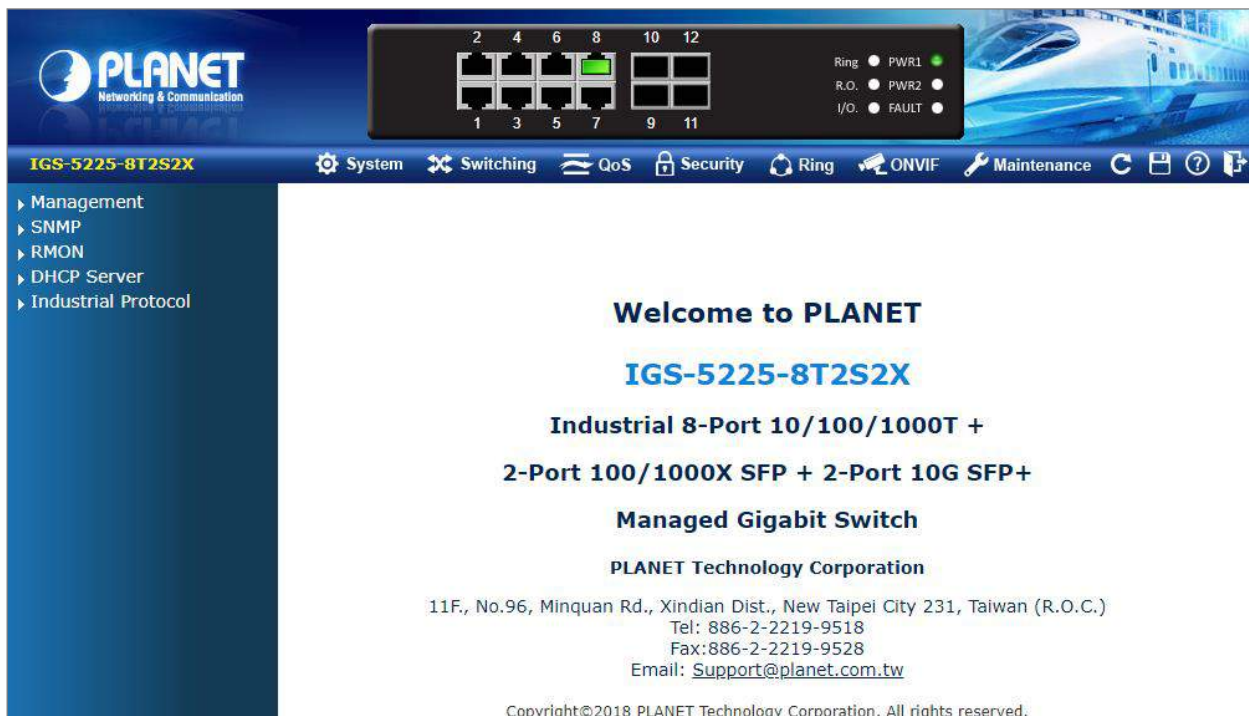 PLANET
Networking & Communication
2 4 6 8 10 12
1 3 5 7 9 11
Ring PWR1
R.O. PWR2
I/O. FAULT
IGS-5225-8T2S2X
System Switching QoS Security Ring ONVIF Maintenance
Management
SNMP
RMON
DHCP Server
Industrial Protocol
Welcome to PLANET
IGS-5225-8T2S2X
Industrial 8-Port 10/100/1000T +
2-Port 100/1000X SFP + 2-Port 10G SFP+
Managed Gigabit Switch
PLANET Technology Corporation
11F., No.96, Minquan Rd., Xindian Dist., New Taipei City 231, Taiwan (R.O.C.)
Tel: 886-2-2219-9518
Fax:886-2-2219-9528
Email: Support@planet.com.tw
Copyright©2018 PLANET Technology Corporation. All rights reserved.